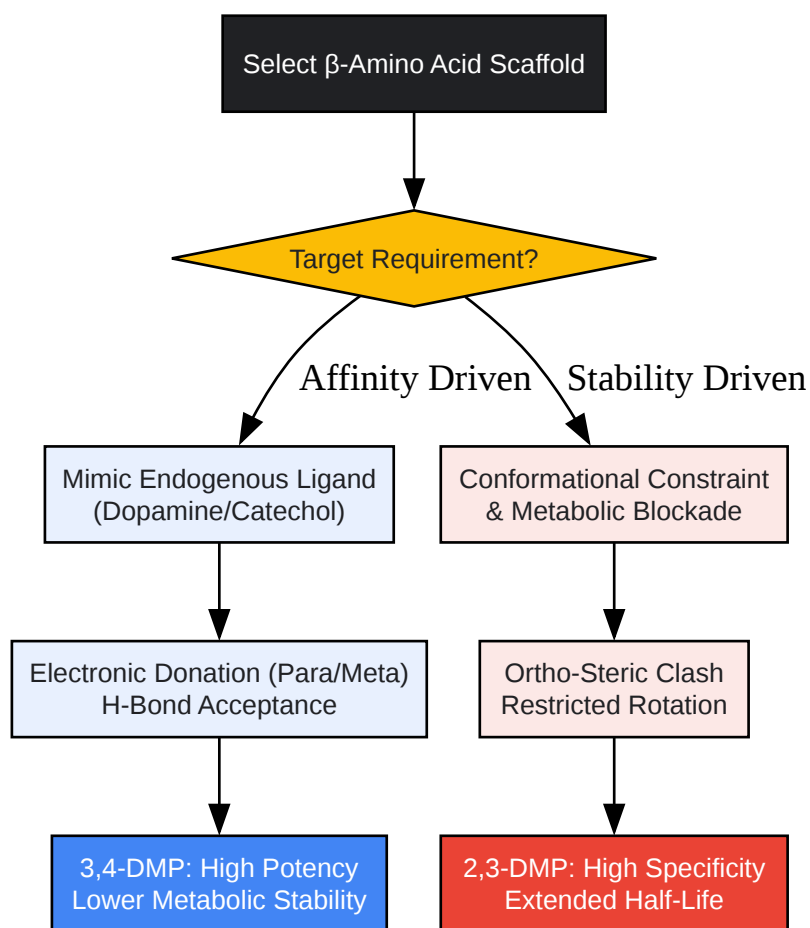 Select β-Amino Acid Scaffold
Target Requirement?
Affinity Driven
Stability Driven
Mimic Endogenous Ligand
(Dopamine/Catechol)
Conformational Constraint
& Metabolic Blockade
Electronic Donation (Para/Meta)
H-Bond Acceptance
Ortho-Steric Clash
Restricted Rotation
3,4-DMP: High Potency
Lower Metabolic Stability
2,3-DMP: High Specificity
Extended Half-Life